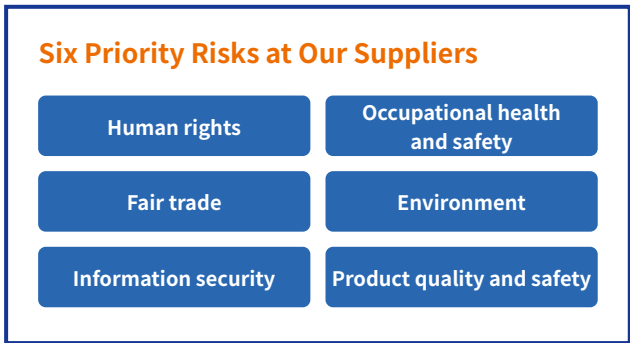 Six Priority Risks at Our Suppliers
Human rights
Occupational health
and safety
Fair trade
Environment
Information security
Product quality and safety